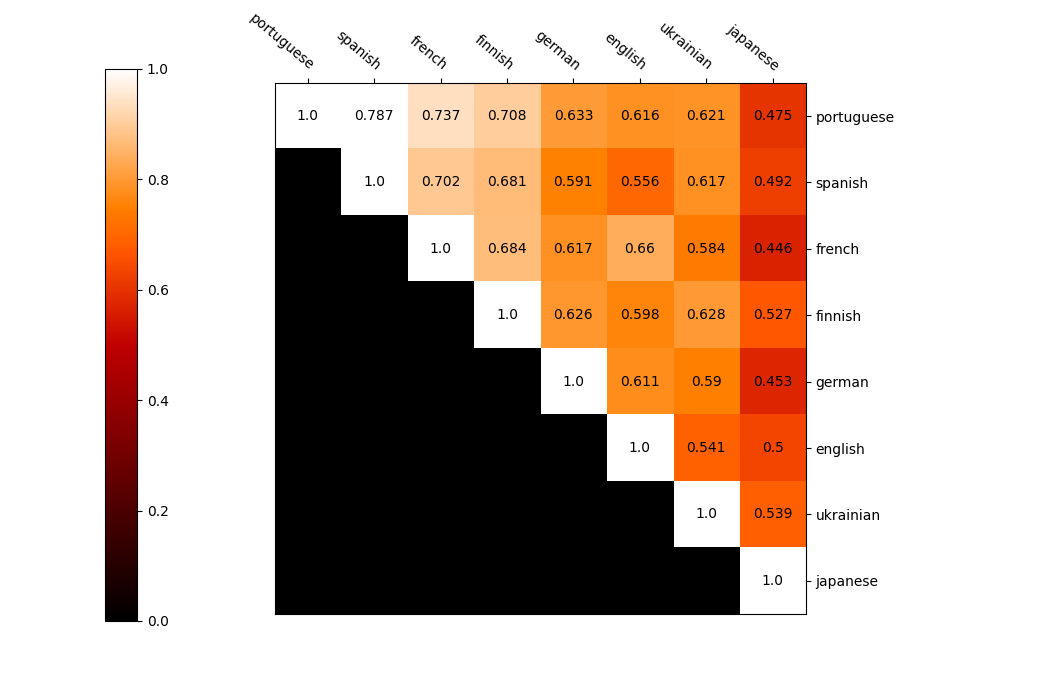 portuguese spanish french finnish german english ukrainian japanese
1.0
0.8
0.6
0.4
0.2
0.0
1.0 0.787 0.737 0.708 0.633 0.616 0.621 0.475 portuguese
1.0 0.702 0.681 0.591 0.556 0.617 0.492 spanish
1.0 0.684 0.617 0.66 0.584 0.446 french
1.0 0.626 0.598 0.628 0.527 finnish
1.0 0.611 0.59 0.453 german
1.0 0.541 0.5 english
1.0 0.539 ukrainian
1.0 japanese